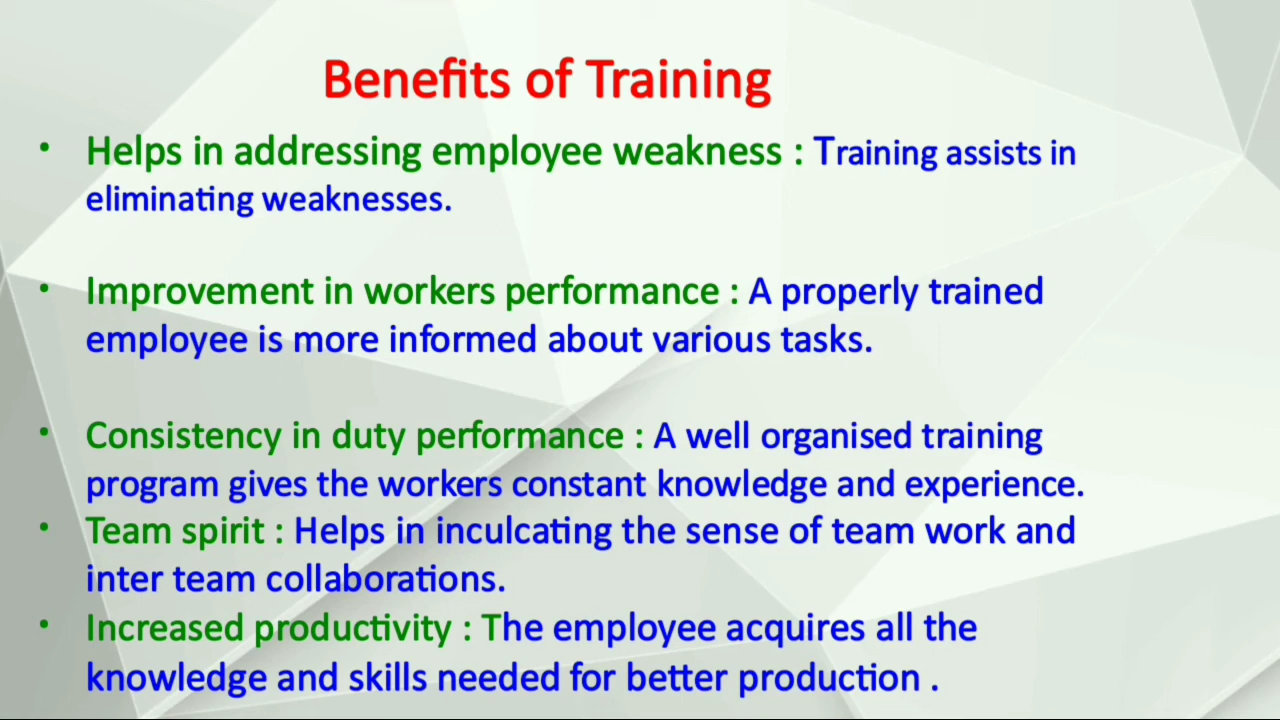 Benefits of Training
• Helps in addressing employee weakness : Training assists in
eliminating weaknesses.
• Improvement in workers performance : A properly trained
employee is more informed about various tasks.
• Consistency in duty performance : A well organised training
program gives the workers constant knowledge and experience.
• Team spirit : Helps in inculcating the sense of team work and
inter team collaborations.
• Increased productivity : The employee acquires all the
knowledge and skills needed for better production .